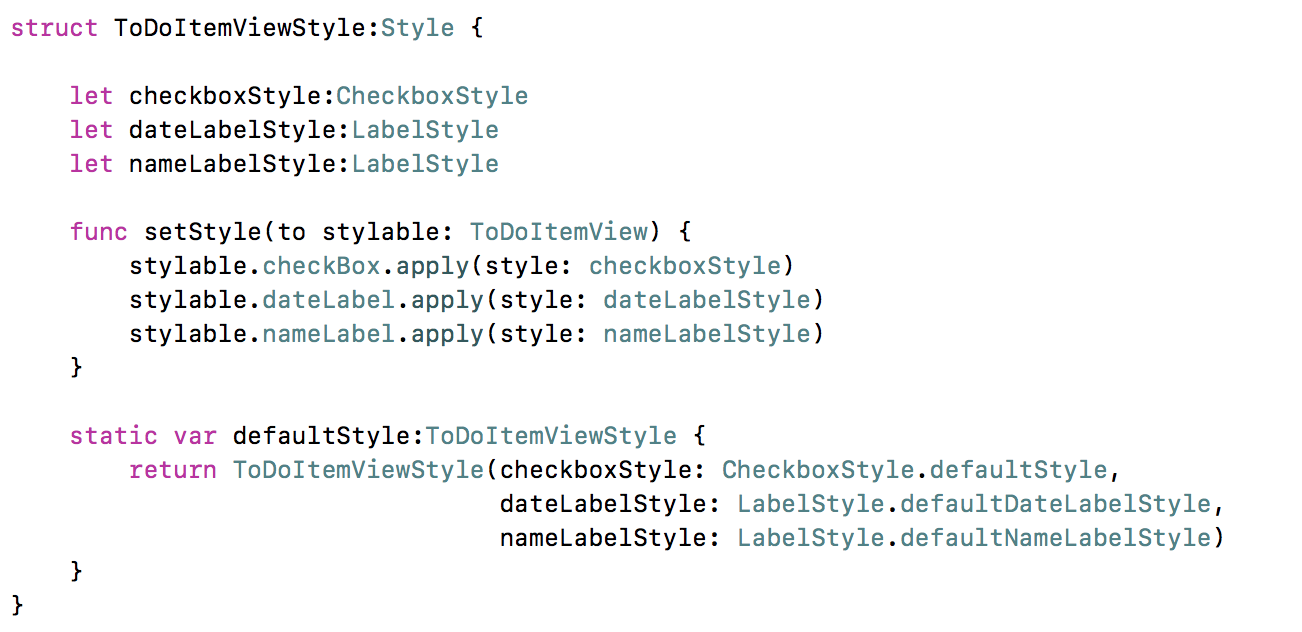 struct ToDoItemViewStyle:Style {
    let checkboxStyle:CheckboxStyle
    let dateLabelStyle:LabelStyle
    let nameLabelStyle:LabelStyle
    func setStyle(to stylable: ToDoItemView) {
        stylable.checkBox.apply(style: checkboxStyle)
        stylable.dateLabel.apply(style: dateLabelStyle)
        stylable.nameLabel.apply(style: nameLabelStyle)
    }
    static var defaultStyle:ToDoItemViewStyle {
        return ToDoItemViewStyle(checkboxStyle: CheckboxStyle.defaultStyle,
                                 dateLabelStyle: LabelStyle.defaultDateLabelStyle,
                                 nameLabelStyle: LabelStyle.defaultNameLabelStyle)
    }
}